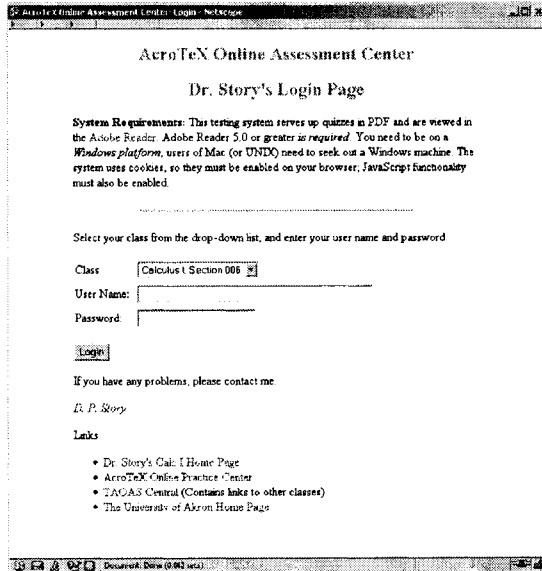 AcroTeX Online Assessment Center: Login - Netscape
AcroTeX Online Assessment Center
Dr. Story's Login Page
System Requirements: This testing system serves up quizzes in PDF and are viewed in
the Adobe Reader. Adobe Reader 5.0 or greater is required. You need to be on a
Windows platform, users of Mac (or UNIX) need to seek out a Windows machine. The
system uses cookies, so they must be enabled on your browser; JavaScript functionality
must also be enabled.
Select your class from the drop-down list, and enter your user name and password
Class Calculus I, Section 006
User Name:
Password:
Login
If you have any problems, please contact me.
D. P. Story
Links
• Dr. Story's Calc I Home Page
• AcroTeX Online Practice Center
• TAOAS Central (Contains links to other classes)
• The University of Akron Home Page
Document: Done (0.062 secs)